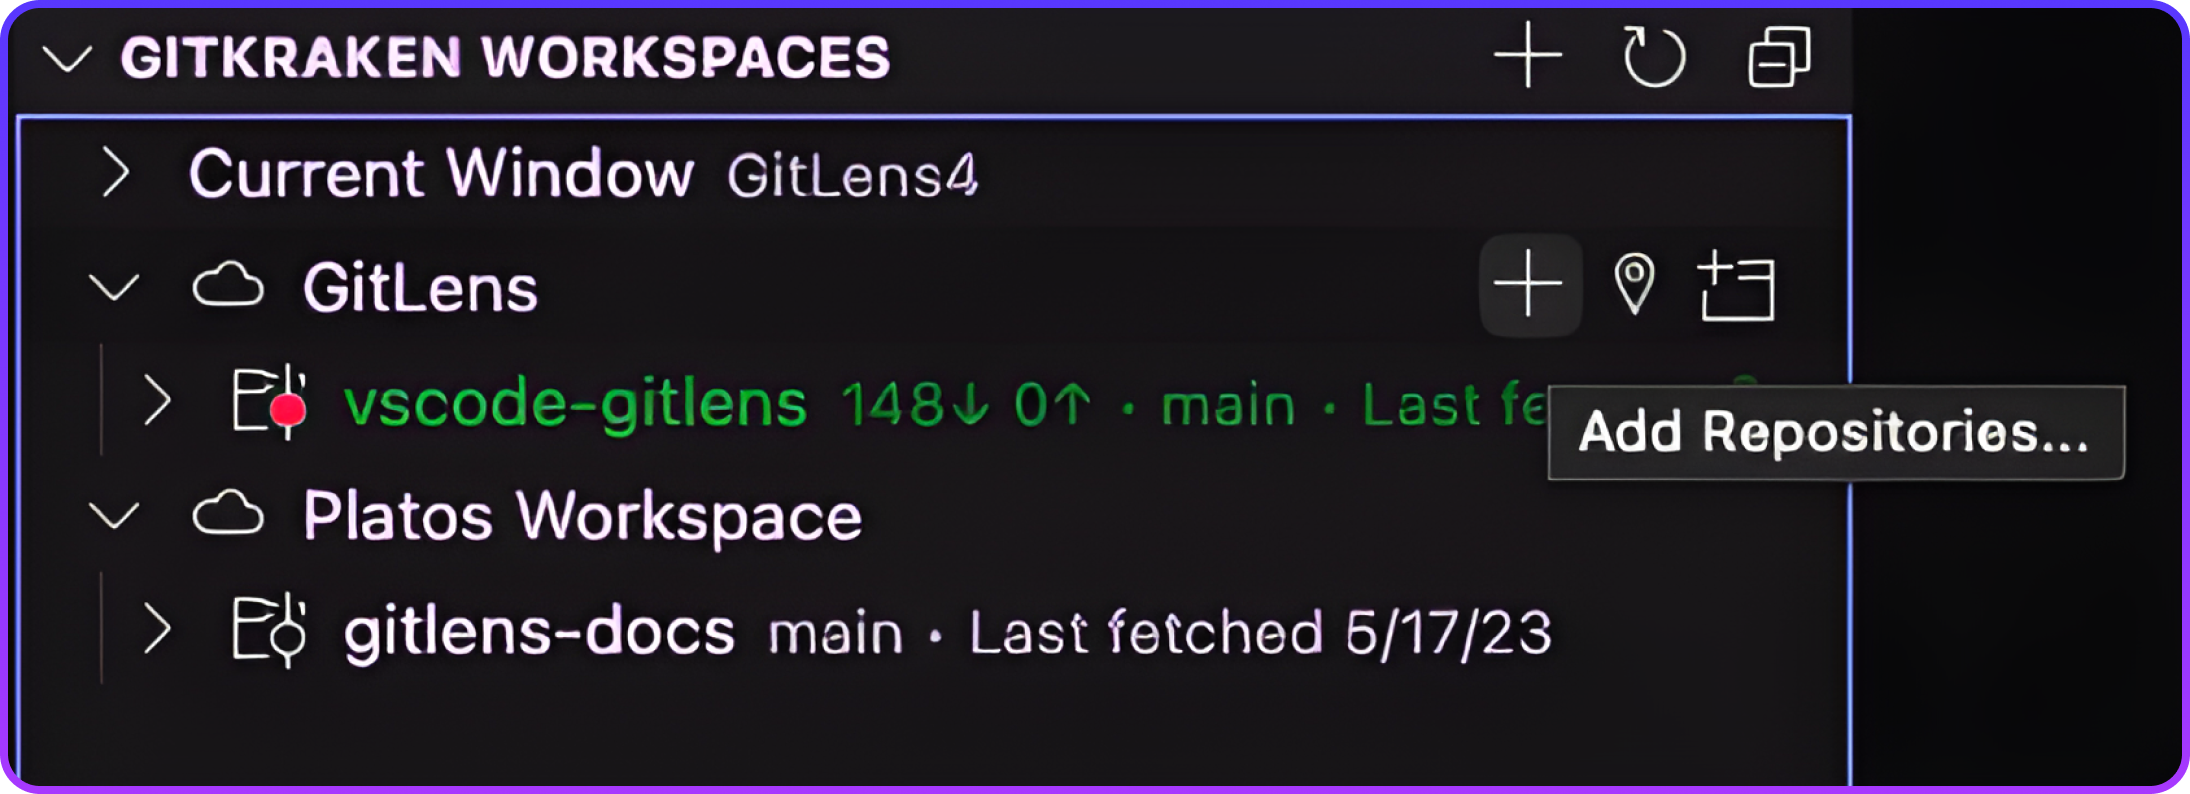 GITKRAKEN WORKSPACES
Current Window GitLens4
GitLens
vscode-gitlens 148↓ 0↑ · main · Last fe
Add Repositories...
Platos Workspace
gitlens-docs main · Last fetched 5/17/23